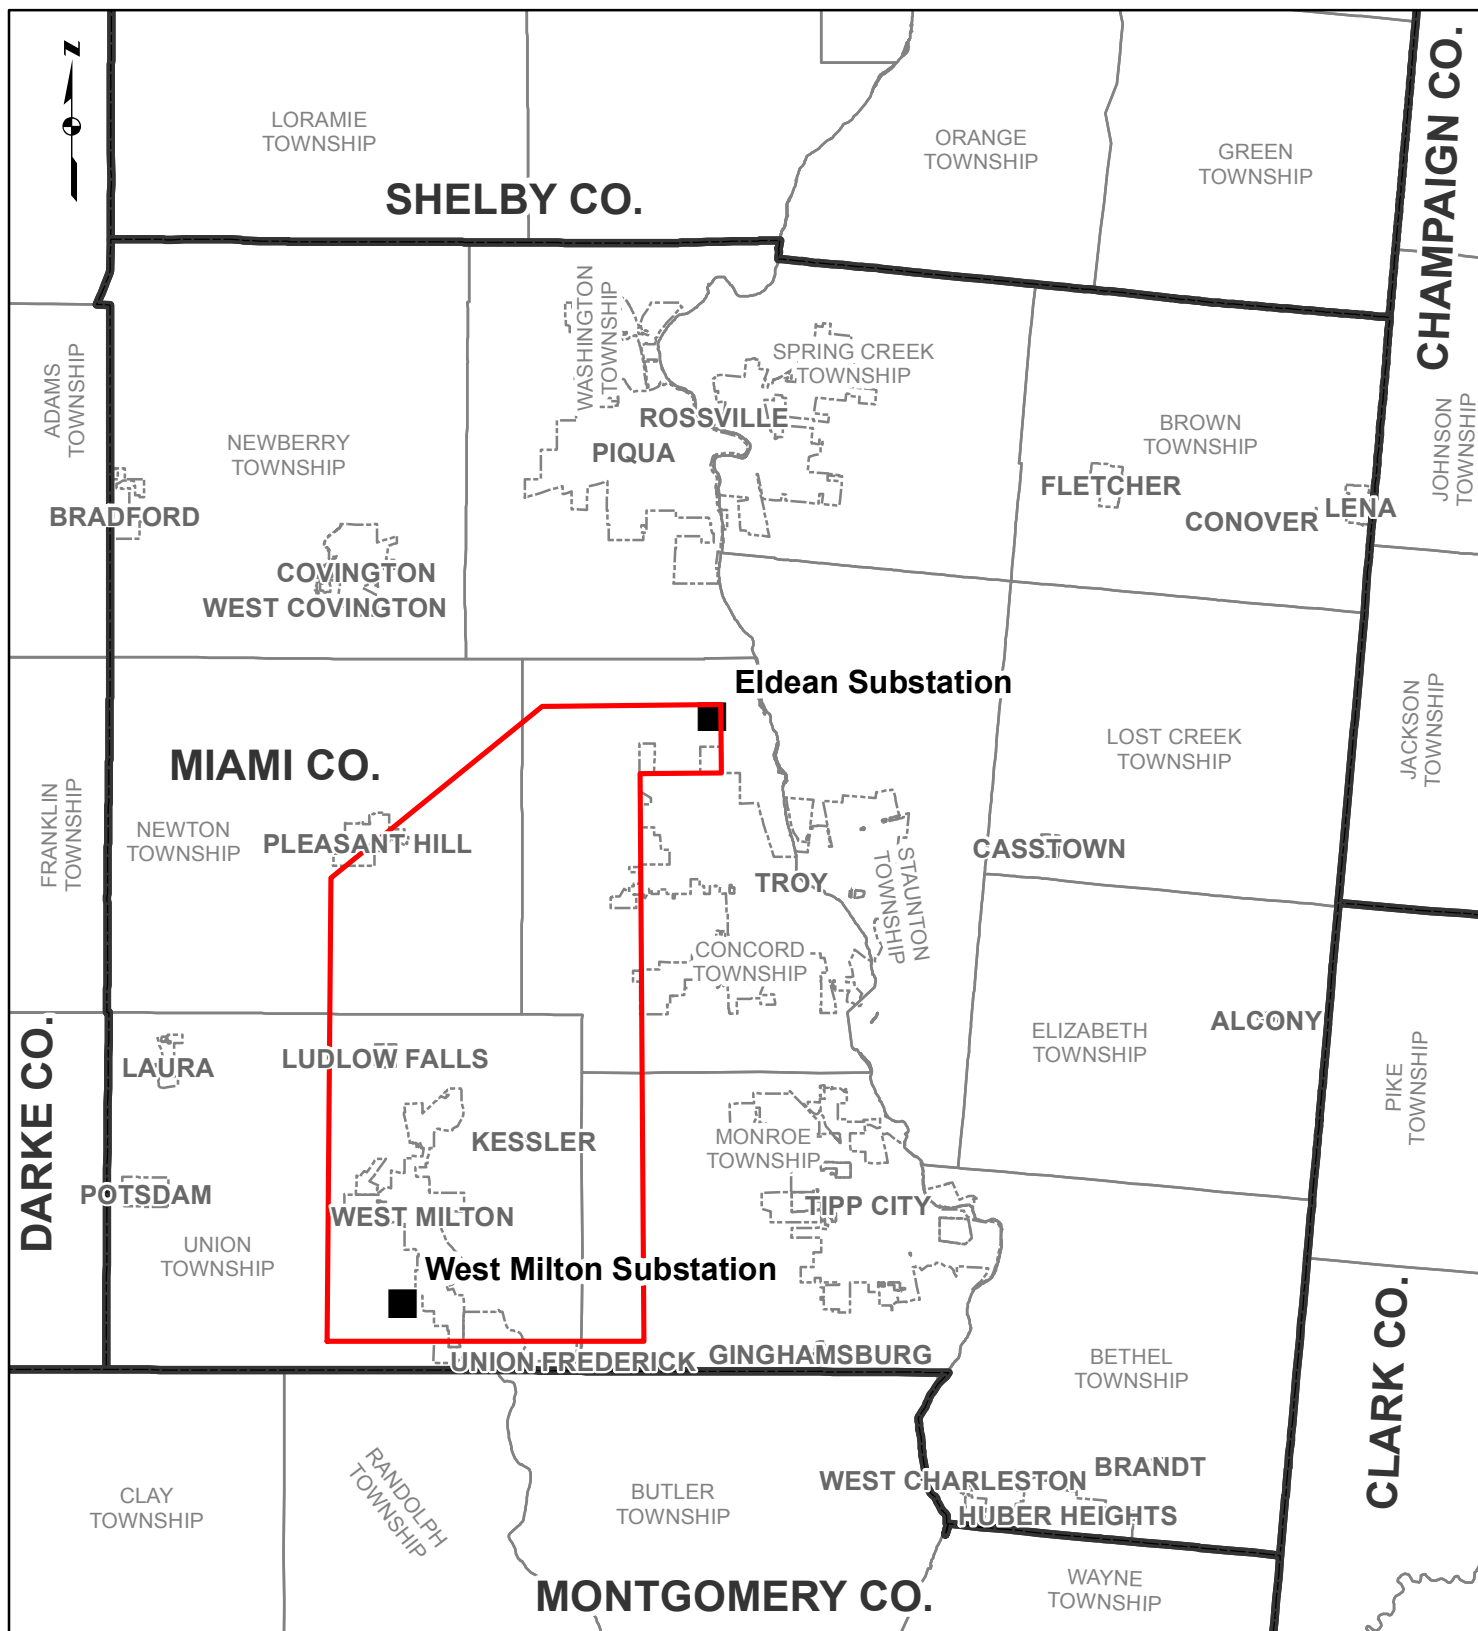 z
LORAMIE
TOWNSHIP
SHELBY CO.
ORANGE
TOWNSHIP
GREEN
TOWNSHIP
CHAMPAIGN CO.
ADAMS
TOWNSHIP
NEWBERRY
TOWNSHIP
WASHINGTON
TOWNSHIP
SPRING CREEK
TOWNSHIP
ROSSVILLE
PIQUA
BROWN
TOWNSHIP
JOHNSON
TOWNSHIP
FLETCHER
CONOVER
LENA
BRADFORD
COVINGTON
WEST COVINGTON
Eldean Substation
MIAMI CO.
LOST CREEK
TOWNSHIP
JACKSON
TOWNSHIP
FRANKLIN
TOWNSHIP
NEWTON
TOWNSHIP
PLEASANT HILL
CASSTOWN
TROY
STAUNTON
TOWNSHIP
CONCORD
TOWNSHIP
ELIZABETH
TOWNSHIP
ALCONY
LAURA
LUDLOW FALLS
DARKE CO.
KESSLER
MONROE
TOWNSHIP
PIKE
TOWNSHIP
POTSDAM
WEST MILTON
TIPP CITY
UNION
TOWNSHIP
West Milton Substation
UNION
FREDERICK
GINGHAMSBURG
BETHEL
TOWNSHIP
CLARK CO.
CLAY
TOWNSHIP
RANDOLPH
TOWNSHIP
BUTLER
TOWNSHIP
WEST CHARLESTON
BRANDT
HUBER HEIGHTS
MONTGOMERY CO.
WAYNE
TOWNSHIP